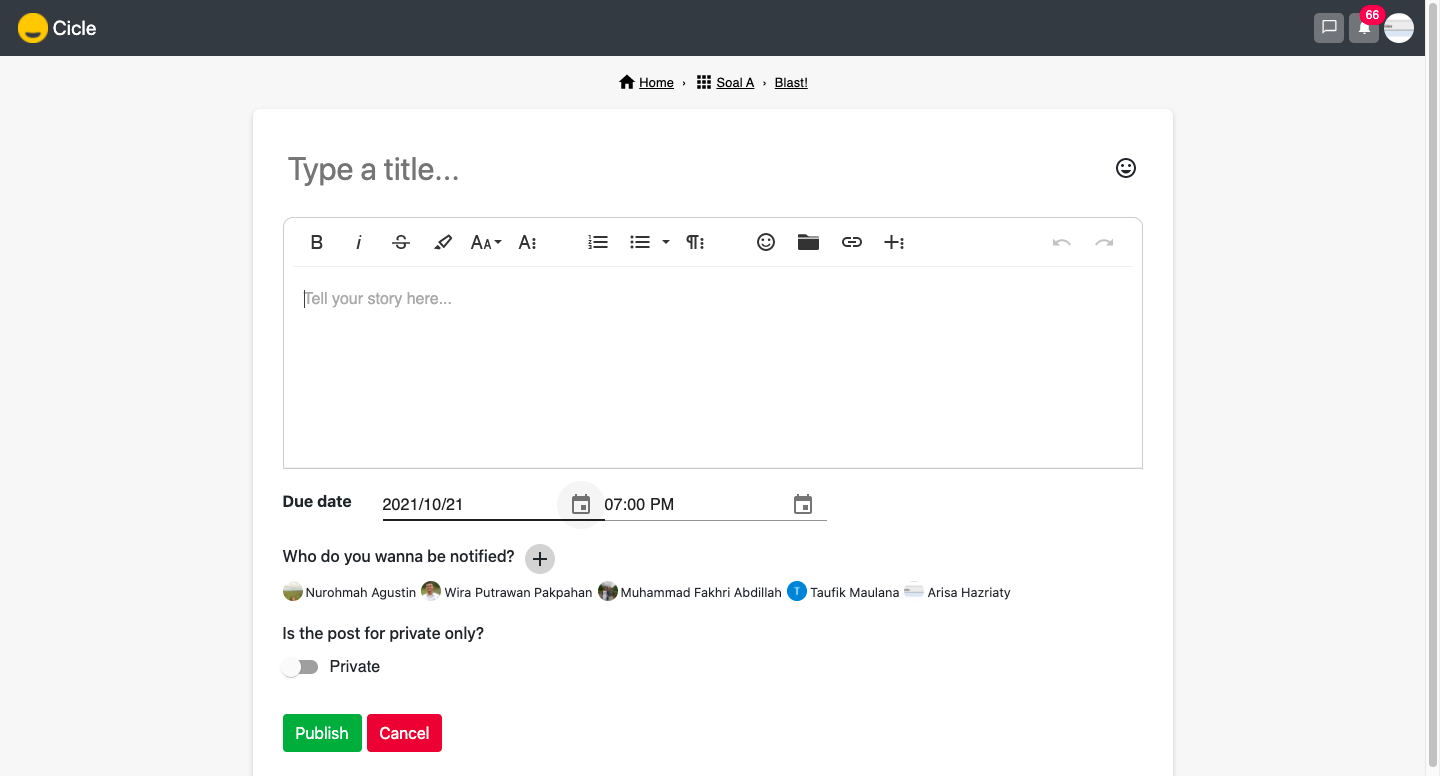 Cicle
66
Home › Soal A › Blast!
Type a title...
B i S AA A
¶
Tell your story here...
Due date 2021/10/21 07:00 PM
Who do you wanna be notified? +
Nurohmah Agustin Wira Putrawan Pakpahan Muhammad Fakhri Abdillah T Taufik Maulana Arisa Hazriaty
Is the post for private only?
Private
Publish Cancel